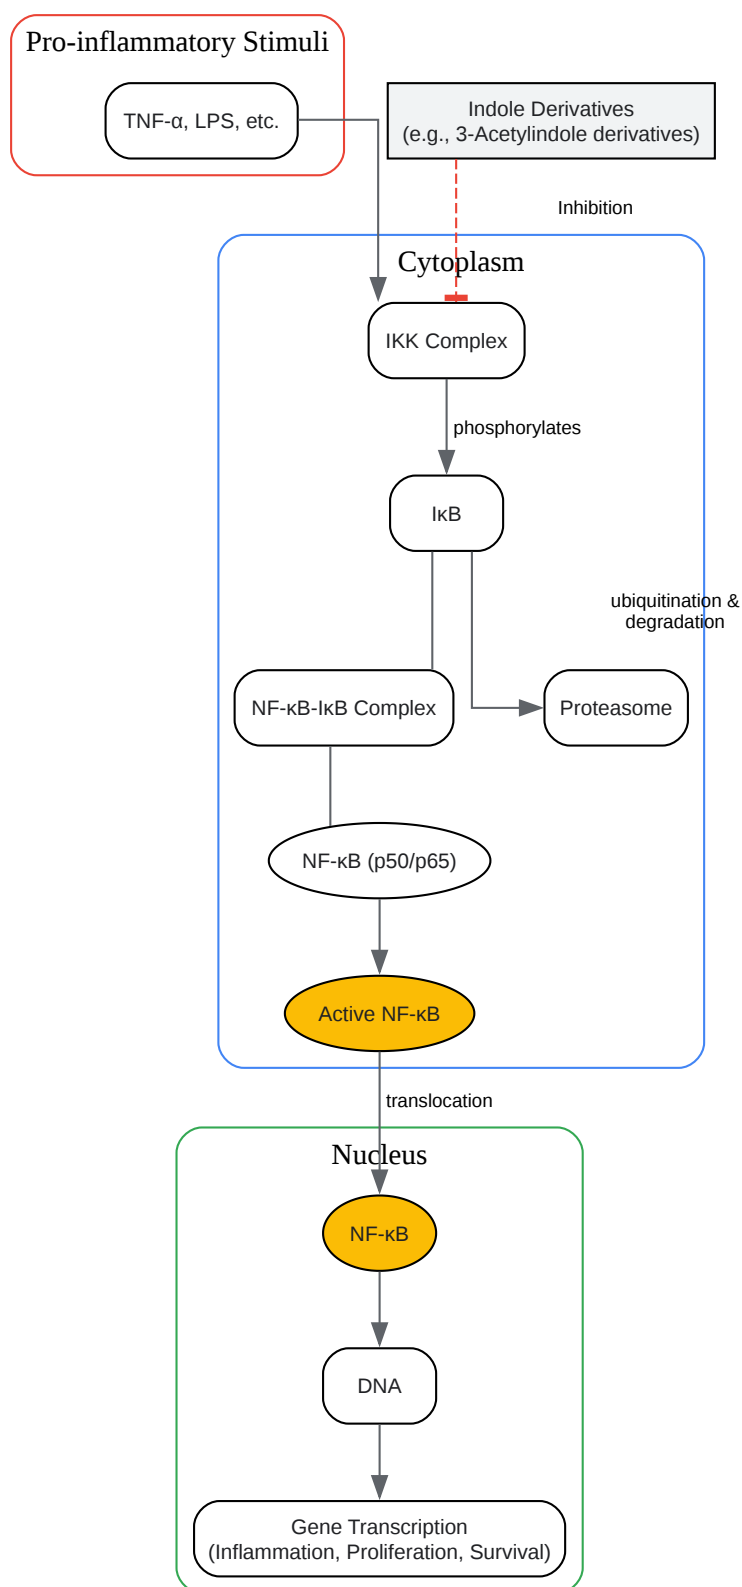 Pro-inflammatory Stimuli
TNF-α, LPS, etc.
Indole Derivatives
(e.g., 3-Acetylindole derivatives)
Inhibition
Cytoplasm
IKK Complex
phosphorylates
IκB
ubiquitination &
degradation
NF-κB-IκB Complex
Proteasome
NF-κB (p50/p65)
Active NF-κB
translocation
Nucleus
NF-κB
DNA
Gene Transcription
(Inflammation, Proliferation, Survival)